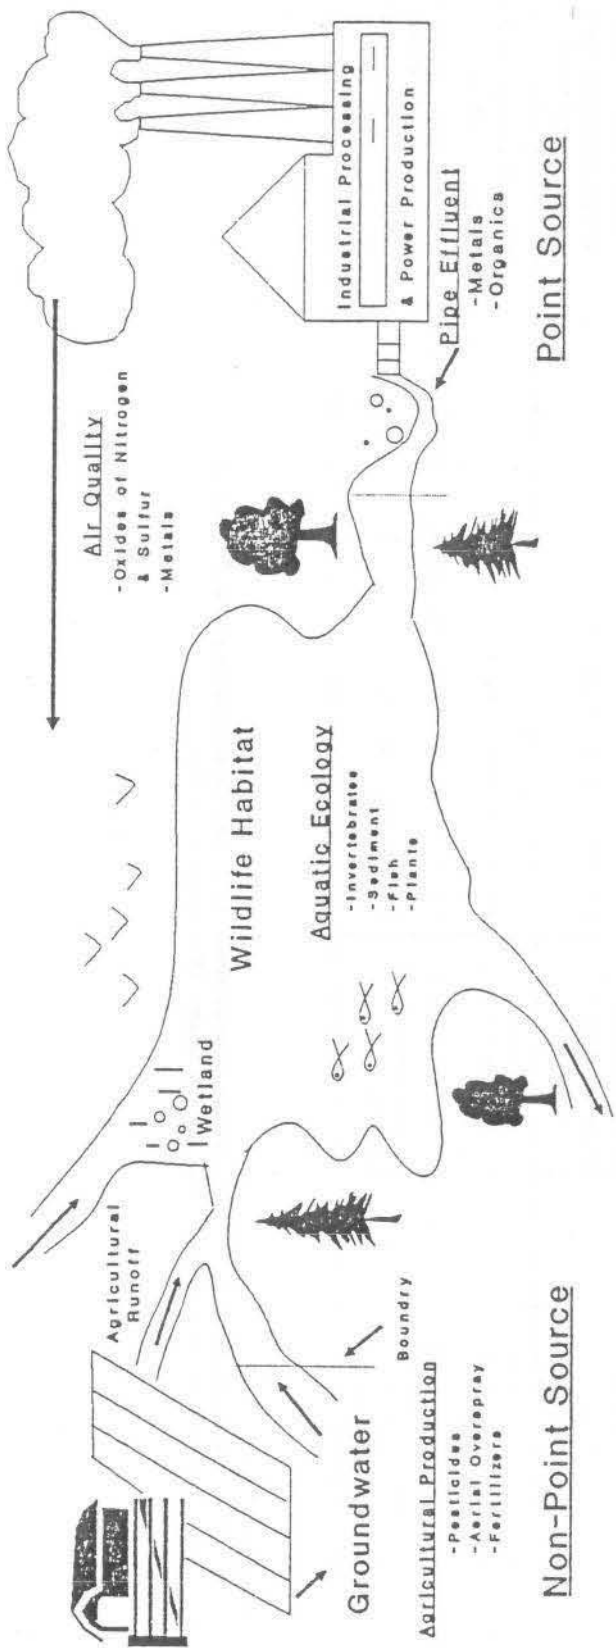 Air Quality
-Oxides of Nitrogen
& Sulfur
-Metals
Industrial Processing
& Power Production
Pipe Effluent
-Metals
-Organics
Point Source
Wildlife Habitat
Aquatic Ecology
-Invertebrates
-Sediment
-Fish
-Plants
Wetland
Agricultural
Runoff
Boundry
Groundwater
Agricultural Production
-Pesticides
-Aerial Overspray
-Fertilizers
Non-Point Source